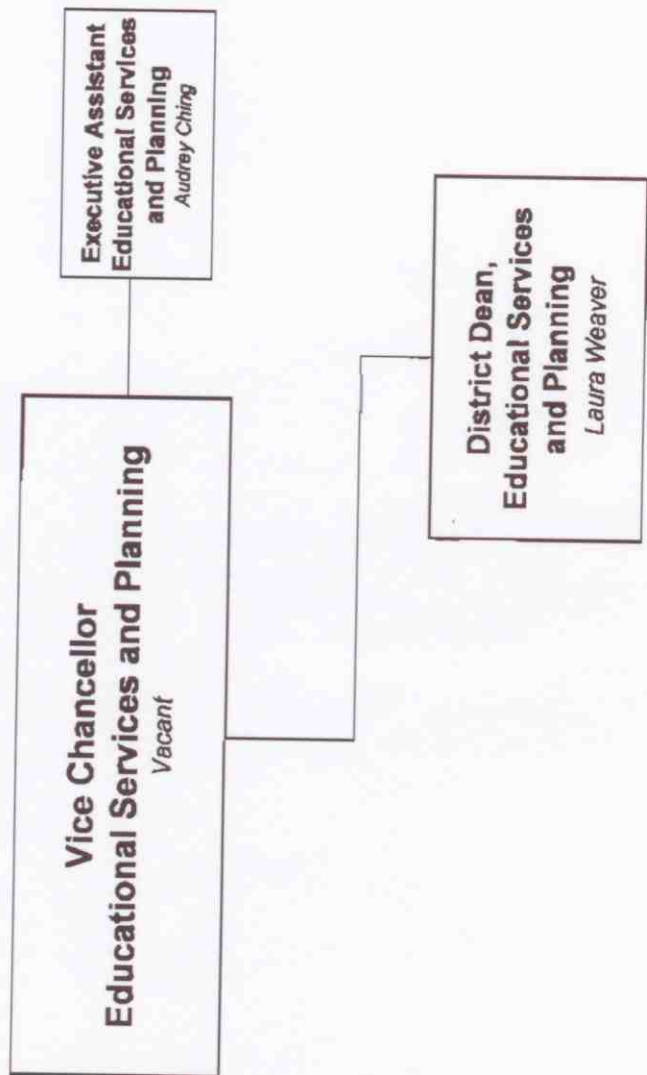 Vice Chancellor
Educational Services and Planning
Vacant
Executive Assistant
Educational Services
and Planning
Audrey Ching
District Dean,
Educational Services
and Planning
Laura Weaver